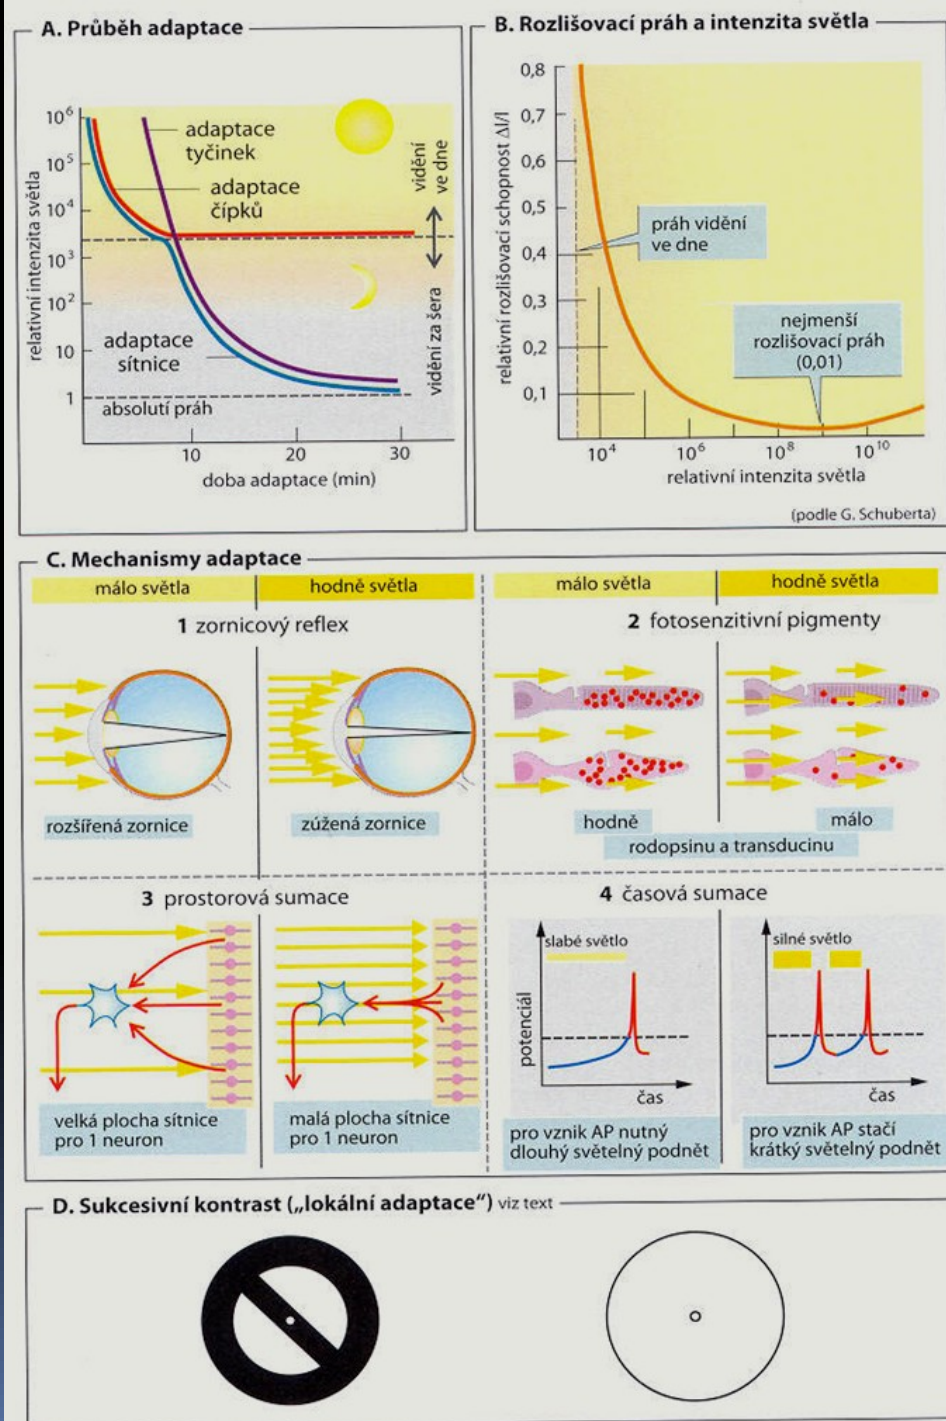 A. Průběh adaptace
relativní intenzita světla
10⁶
10⁵
10⁴
10³
10²
10
1
adaptace
tyčinek
adaptace
čípků
adaptace
sítnice
absolutí práh
vidění
ve dne
vidění za šera
10
20
30
doba adaptace (min)
B. Rozlišovací práh a intenzita světla
relativní rozlišovací schopnost ΔI/I
0,8
0,7
0,6
0,5
0,4
0,3
0,2
0,1
práh vidění
ve dne
nejmenší
rozlišovací práh
(0,01)
10⁴
10⁶
10⁸
10¹⁰
relativní intenzita světla
(podle G. Schuberta)
C. Mechanismy adaptace
málo světla
hodně světla
1 zornicový reflex
rozšířená zornice
zúžená zornice
málo světla
hodně světla
2 fotosenzitivní pigmenty
hodně
málo
rodopsinu a transducinu
3 prostorová sumace
velká plocha sítnice
pro 1 neuron
malá plocha sítnice
pro 1 neuron
4 časová sumace
slabé světlo
potenciál
čas
pro vznik AP nutný
dlouhý světelný podnět
silné světlo
čas
pro vznik AP stačí
krátký světelný podnět
D. Sukcesivní kontrast („lokální adaptace“) viz text